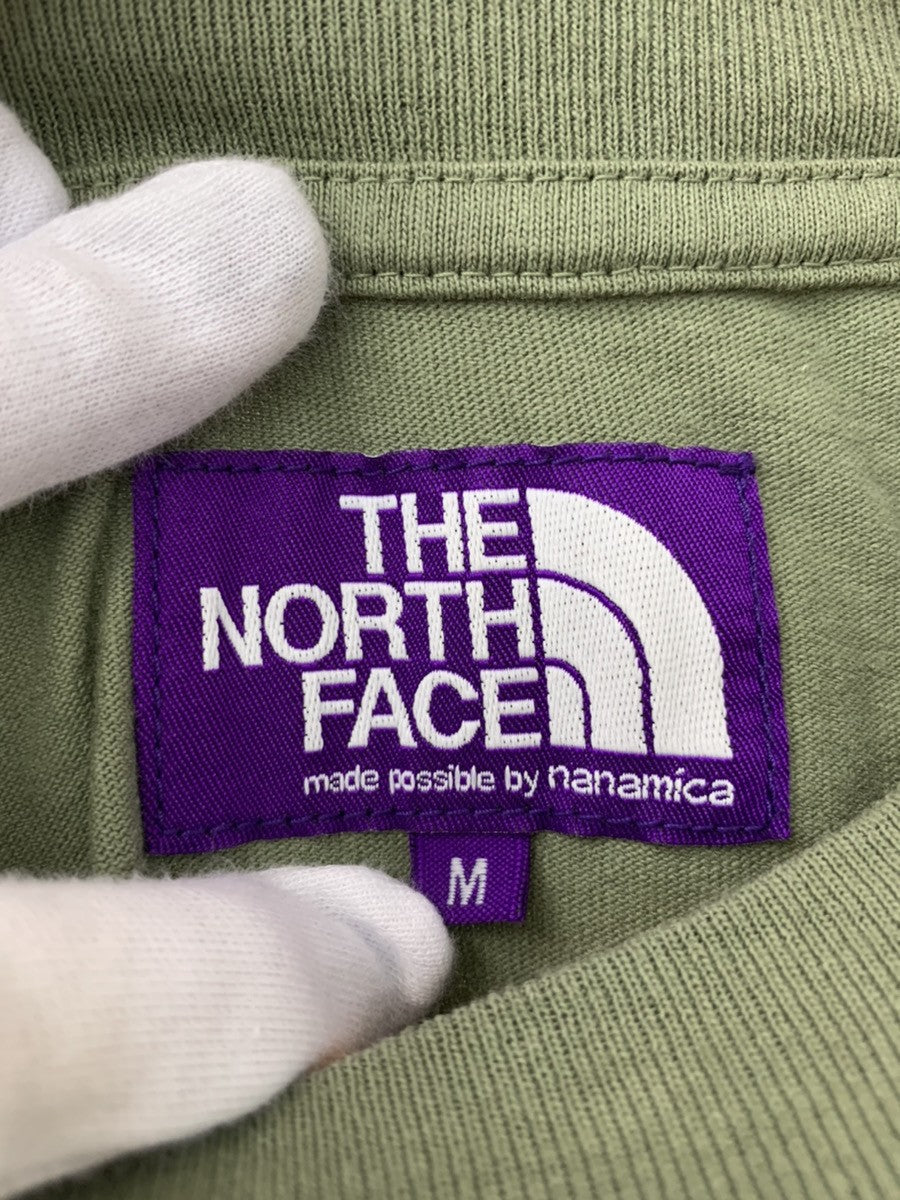 THE
NORTH
FACE
made possible by nanamica
M